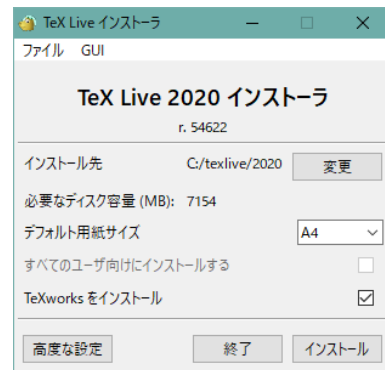 TeX Live インストーラ
ファイル GUI
TeX Live 2020 インストーラ
r. 54622
インストール先 C:/texlive/2020 変更
必要なディスク容量 (MB): 7154
デフォルト用紙サイズ A4
すべてのユーザ向けにインストールする
TeXworks をインストール
高度な設定 終了 インストール